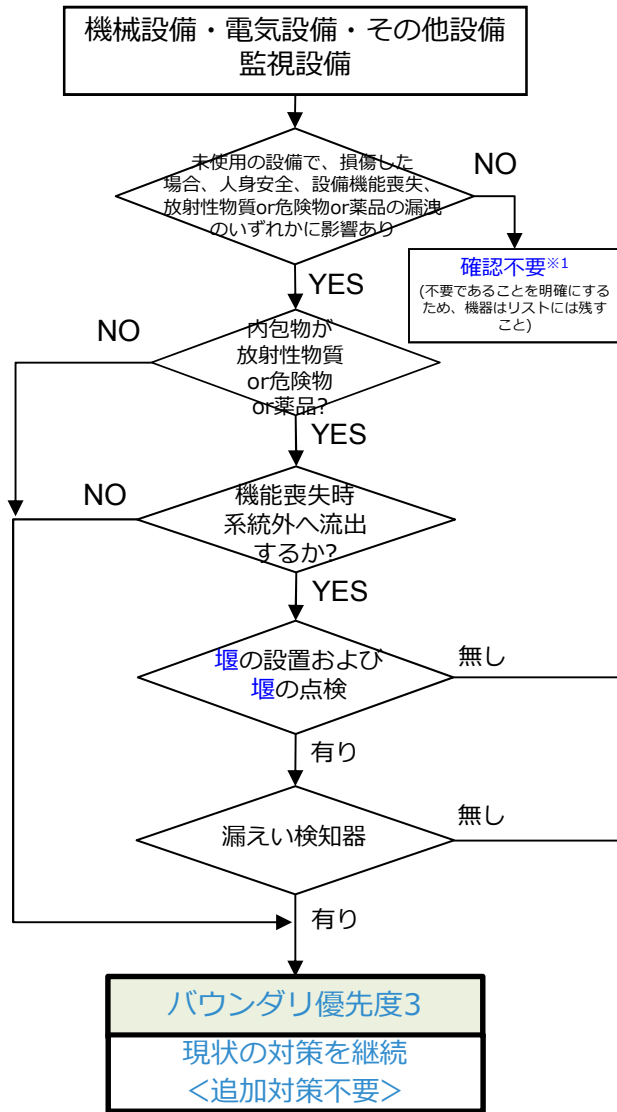 機械設備・電気設備・その他設備
監視設備
未使用の設備で、損傷した
場合、人身安全、設備機能喪失、
放射性物質or危険物or薬品の漏洩
のいずれかに影響あり
NO
確認不要※1
(不要であることを明確にする
ため、機器はリストには残す
こと)
YES
NO
内包物が
放射性物質
or危険物
or薬品?
YES
NO
機能喪失時
系統外へ流出
するか?
YES
堰の設置および
堰の点検
無し
有り
漏えい検知器
無し
有り
バウンダリ優先度3
現状の対策を継続
<追加対策不要>